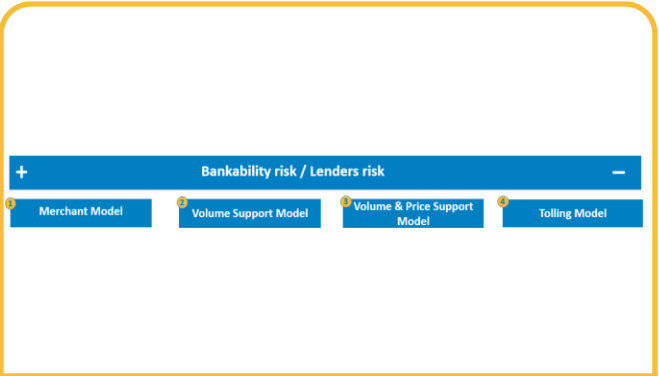 + Bankability risk / Lenders risk −
1 Merchant Model
2 Volume Support Model
3 Volume & Price Support
Model
4 Tolling Model